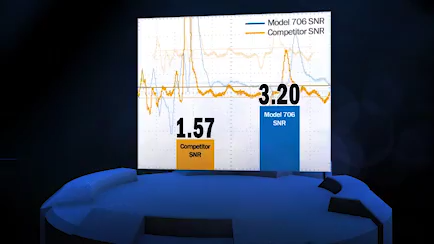 Model 706 SNR
Competitor SNR
3.20
1.57
Model 706
SNR
Competitor
SNR